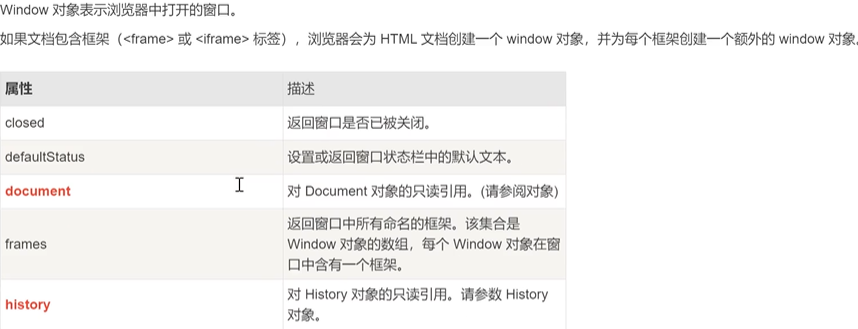 Window 对象表示浏览器中打开的窗口。
如果文档包含框架（<frame> 或 <iframe> 标签），浏览器会为 HTML 文档创建一个 window 对象，并为每个框架创建一个额外的 window 对象。
属性 描述
closed 返回窗口是否已被关闭。
defaultStatus 设置或返回窗口状态栏中的默认文本。
document 对 Document 对象的只读引用。(请参阅对象)
frames 返回窗口中所有命名的框架。该集合是
Window 对象的数组，每个 Window 对象在窗
口中含有一个框架。
history 对 History 对象的只读引用。请参数 History
对象。